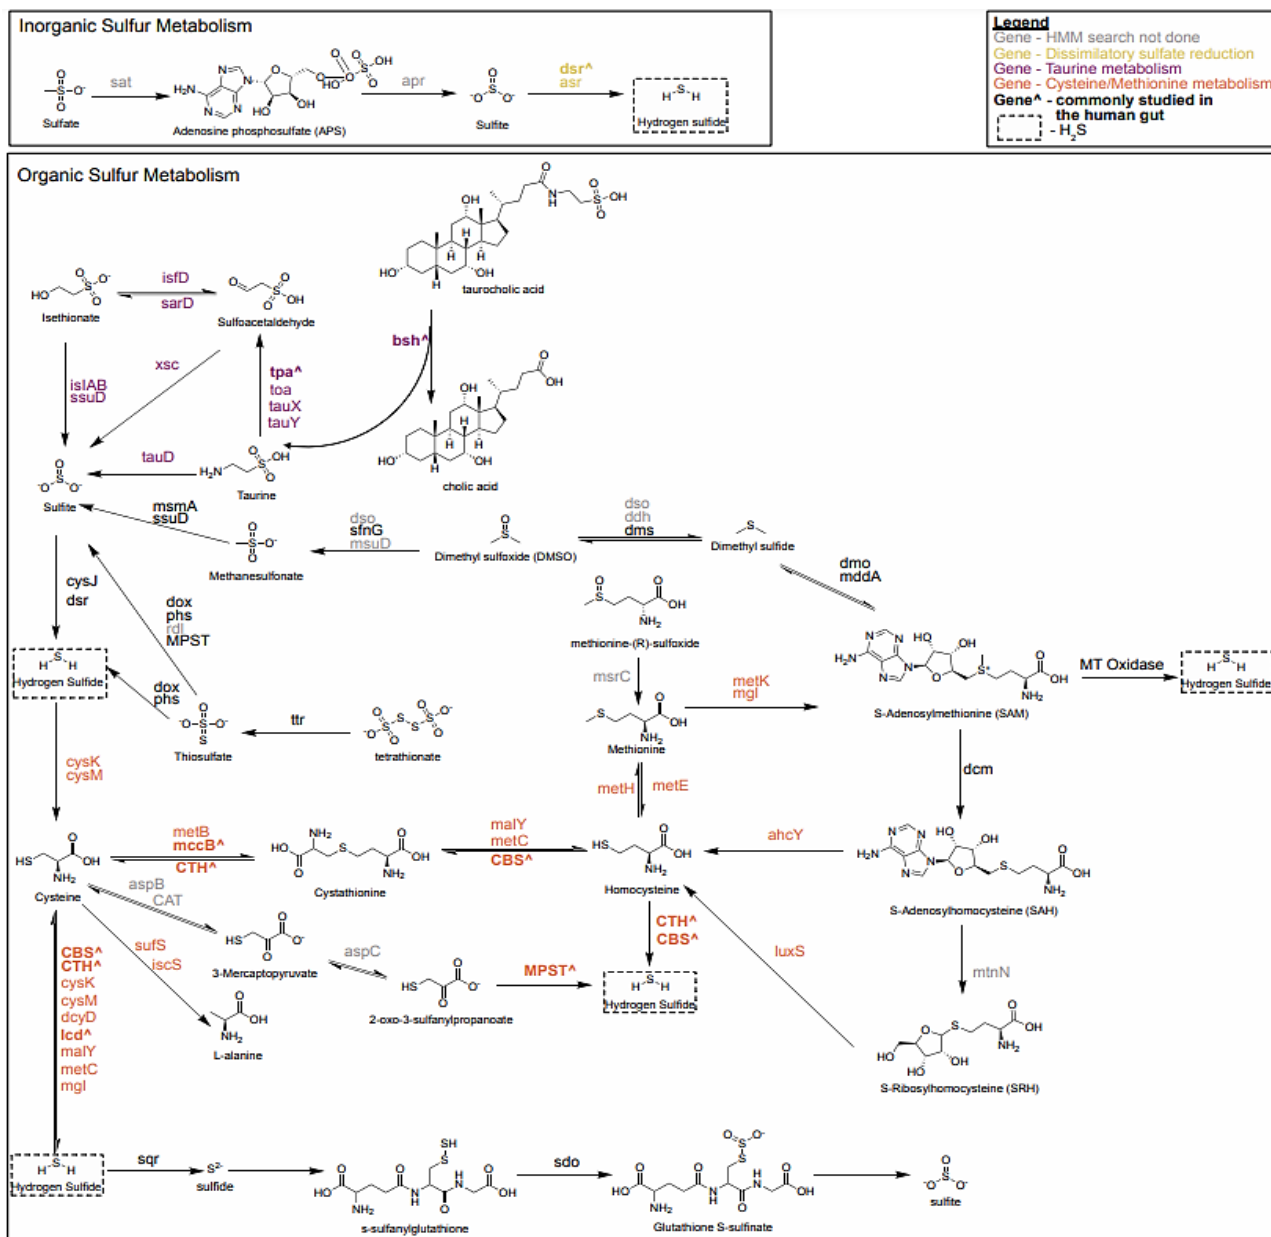 Inorganic Sulfur Metabolism
Sulfate
sat
Adenosine phosphosulfate (APS)
apr
Sulfite
dsr^
asr
Hydrogen sulfide
Legend
Gene - HMM search not done
Gene - Dissimilatory sulfate reduction
Gene - Taurine metabolism
Gene - Cysteine/Methionine metabolism
Gene^ - commonly studied in
the human gut
- H2S
Organic Sulfur Metabolism
taurocholic acid
Isethionate
isfD
sarD
Sulfoacetaldehyde
bsh^
xsc
islAB
ssuD
tpa^
toa
tauX
tauY
tauD
Taurine
cholic acid
Sulfite
msmA
ssuD
Methanesulfonate
dso
sfnG
msuD
Dimethyl sulfoxide (DMSO)
dso
ddh
dms
Dimethyl sulfide
dmo
mddA
cysJ
dsr
dox
phs
rdl
MPST
methionine-(R)-sulfoxide
msrC
Hydrogen Sulfide
dox
phs
Thiosulfate
ttr
tetrathionate
Methionine
metK
mgl
S-Adenosylmethionine (SAM)
MT Oxidase
Hydrogen Sulfide
cysK
cysM
metH
metE
dcm
Cysteine
metB
mccB^
CTH^
Cystathionine
malY
metC
CBS^
Homocysteine
ahcY
S-Adenosylhomocysteine (SAH)
aspB
CAT
3-Mercaptopyruvate
aspC
2-oxo-3-sulfanylpropanoate
MPST^
CTH^
CBS^
Hydrogen Sulfide
luxS
mtnN
S-Ribosylhomocysteine (SRH)
sufS
iscS
L-alanine
CBS^
CTH^
cysK
cysM
dcyD
lcd^
malY
metC
mgl
Hydrogen Sulfide
sqr
S2-
sulfide
s-sulfanylglutathione
sdo
Glutathione S-sulfinate
sulfite